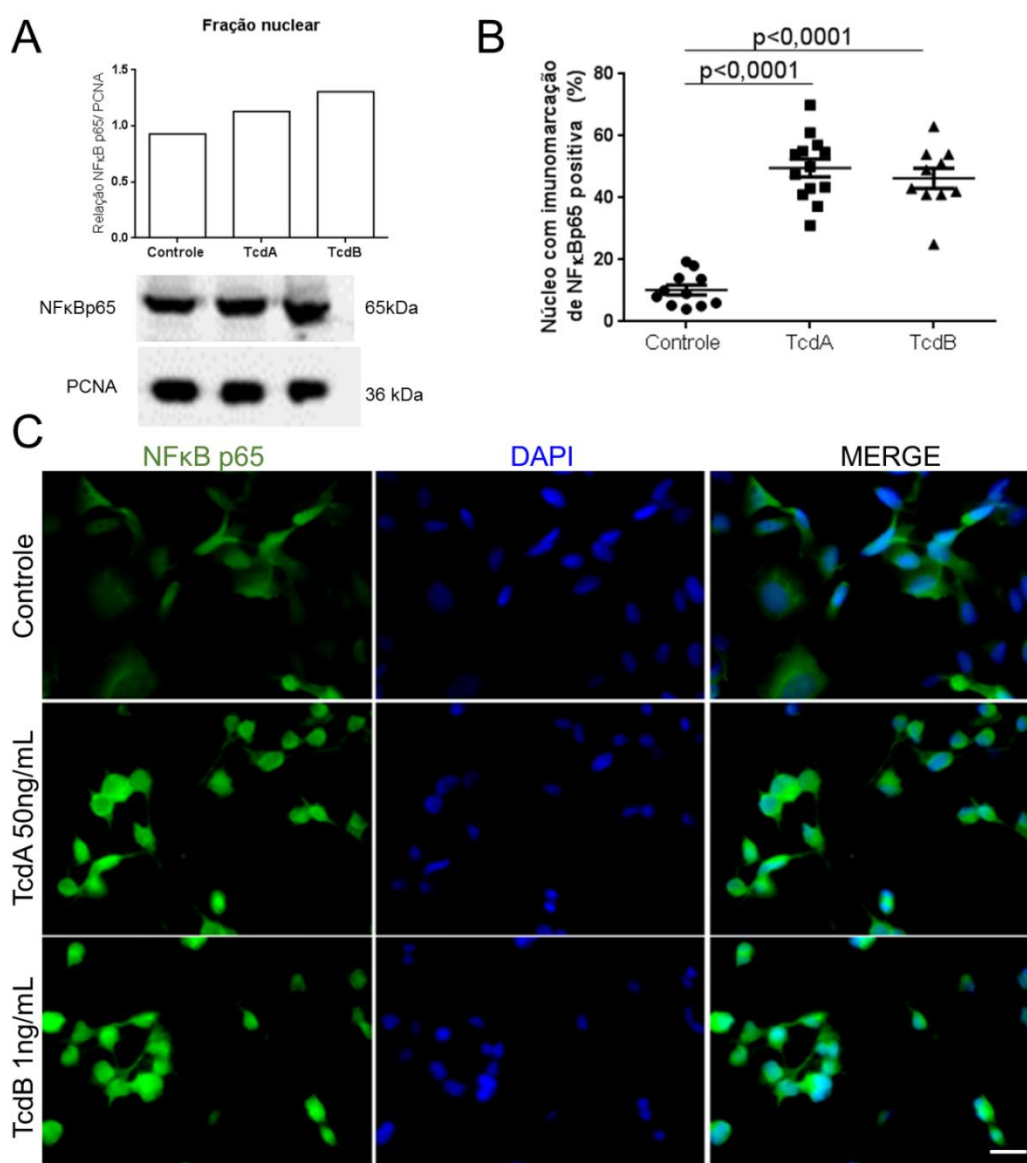 A
Fração nuclear
Relação NFκB p65/ PCNA
1.5
1.0
0.5
0.0
Controle TcdA TcdB
NFκBp65 65kDa
PCNA 36 kDa
B
p<0,0001
p<0,0001
Núcleo com imunomarcação
de NFκBp65 positiva (%)
80
60
40
20
0
Controle TcdA TcdB
C
NFκB p65 DAPI MERGE
Controle
TcdA 50ng/mL
TcdB 1ng/mL